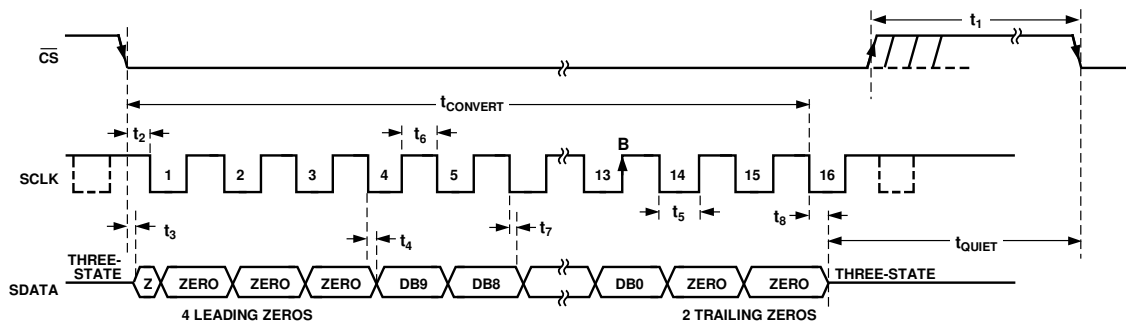 t1
CS
tCONVERT
t2
t6
B
SCLK
1 2 3 4 5 13 14 15 16
t3
t4
t7
t5
t8
tQUIET
THREE-STATE
SDATA
Z ZERO ZERO ZERO DB9 DB8 DB0 ZERO ZERO
THREE-STATE
4 LEADING ZEROS
2 TRAILING ZEROS